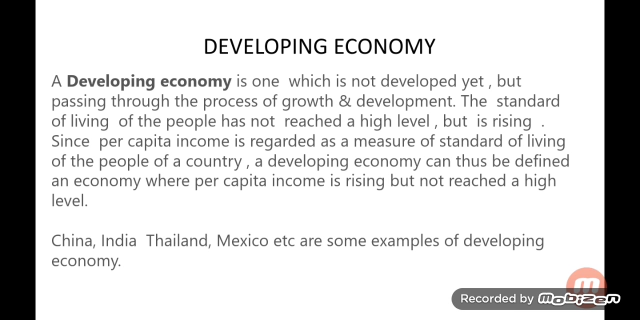 DEVELOPING ECONOMY
A Developing economy is one which is not developed yet , but
passing through the process of growth & development. The standard
of living of the people has not reached a high level , but is rising .
Since per capita income is regarded as a measure of standard of living
of the people of a country , a developing economy can thus be defined
an economy where per capita income is rising but not reached a high
level.
China, India Thailand, Mexico etc are some examples of developing
economy.
Recorded by Mobizen